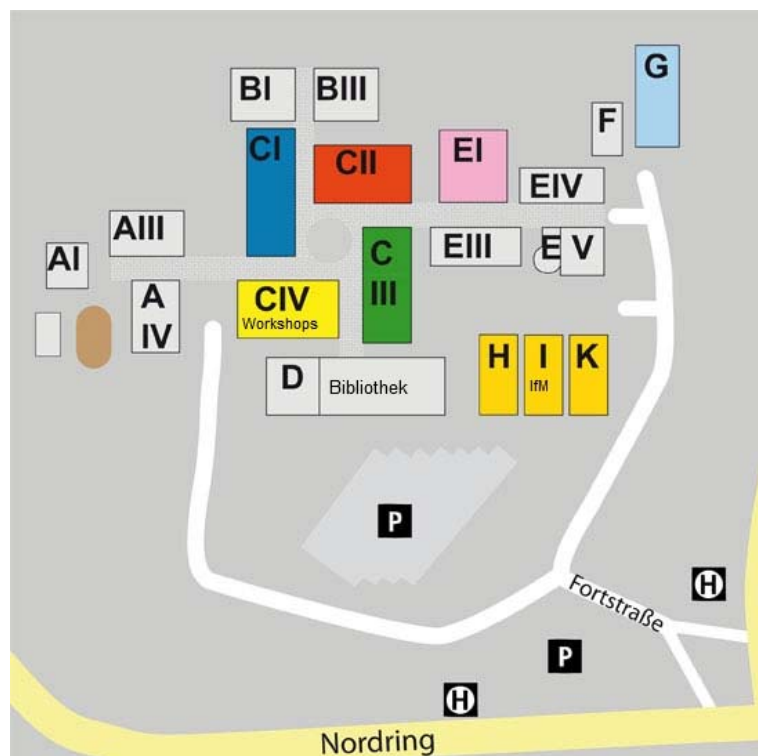 G
BI
BIII
F
CI
CII
EI
EIV
AIII
AI
C
III
EIII
E
V
A
IV
CIV
Workshops
H
I
K
IfM
D
Bibliothek
P
Fortstraße
H
P
H
Nordring